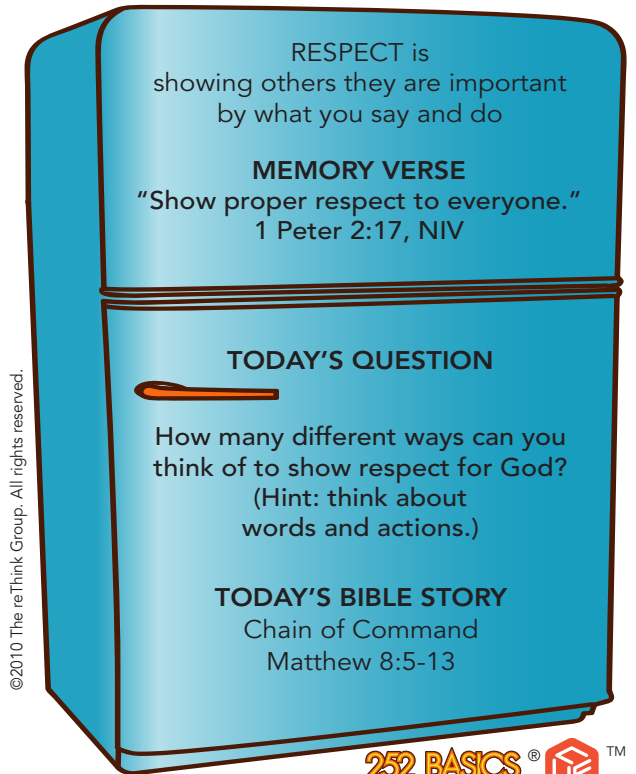 RESPECT is
showing others they are important
by what you say and do
MEMORY VERSE
“Show proper respect to everyone.”
1 Peter 2:17, NIV
TODAY’S QUESTION
How many different ways can you
think of to show respect for God?
(Hint: think about
words and actions.)
TODAY’S BIBLE STORY
Chain of Command
Matthew 8:5-13
©2010 The reThink Group. All rights reserved.
252 BASICS ® TM